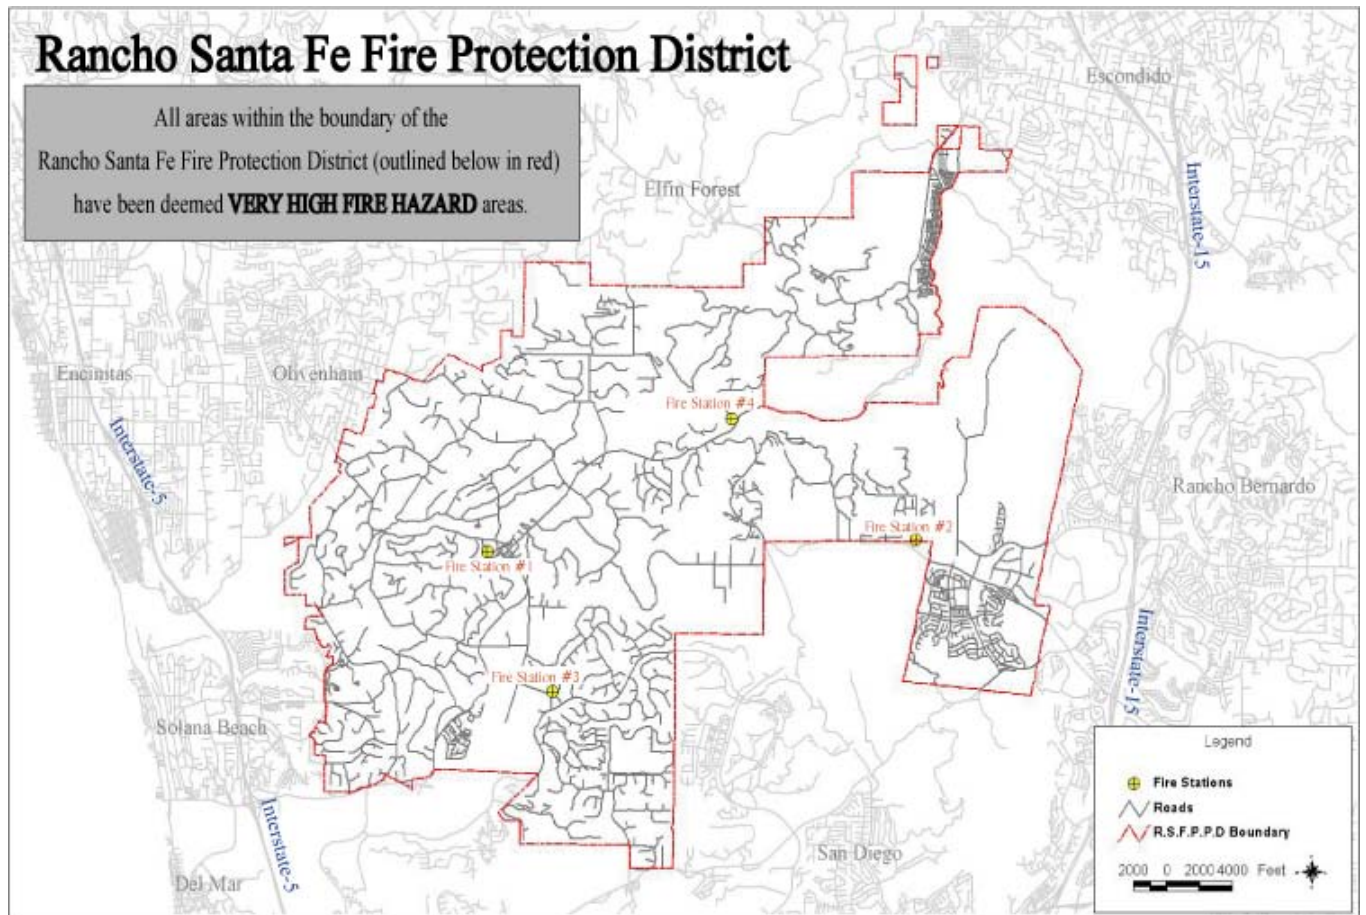 Rancho Santa Fe Fire Protection District
All areas within the boundary of the
Rancho Santa Fe Fire Protection District (outlined below in red)
have been deemed VERY HIGH FIRE HAZARD areas.
Escondido
Elfin Forest
Interstate-15
Encinitas
Olivenhain
Fire Station #4
Interstate-5
Rancho Bernardo
Fire Station #2
Fire Station #1
Interstate-15
Fire Station #3
Solana Beach
Interstate-5
San Diego
Del Mar
Legend
Fire Stations
Roads
R.S.F.P.P.D Boundary
2000 0 2000 4000 Feet